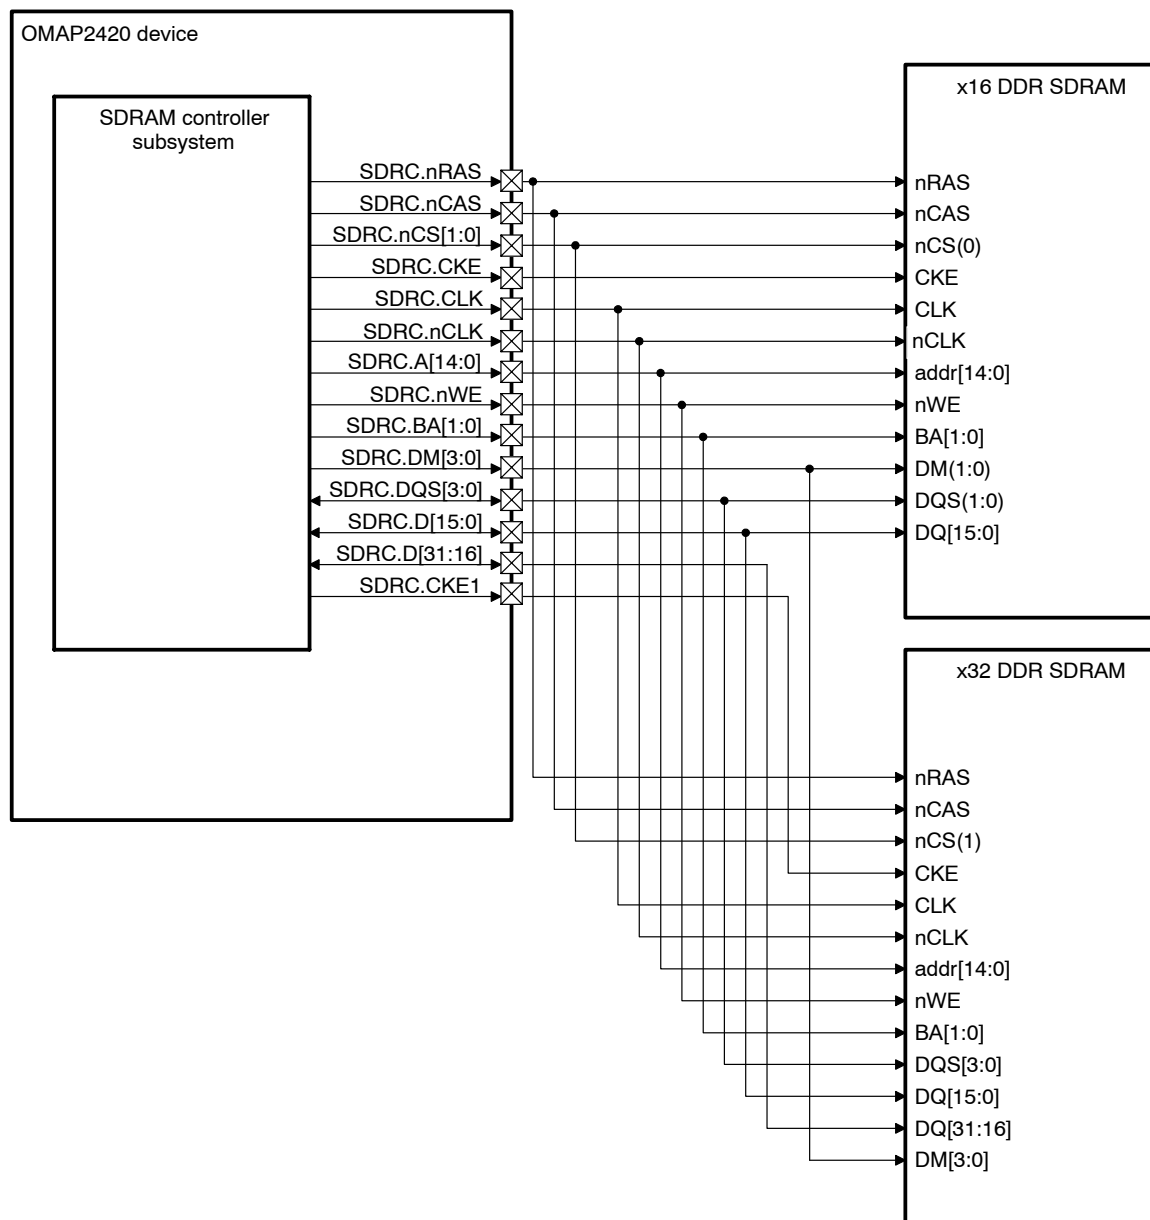 OMAP2420 device
SDRAM controller
subsystem
SDRC.nRAS
SDRC.nCAS
SDRC.nCS[1:0]
SDRC.CKE
SDRC.CLK
SDRC.nCLK
SDRC.A[14:0]
SDRC.nWE
SDRC.BA[1:0]
SDRC.DM[3:0]
SDRC.DQS[3:0]
SDRC.D[15:0]
SDRC.D[31:16]
SDRC.CKE1
x16 DDR SDRAM
nRAS
nCAS
nCS(0)
CKE
CLK
nCLK
addr[14:0]
nWE
BA[1:0]
DM(1:0)
DQS(1:0)
DQ[15:0]
x32 DDR SDRAM
nRAS
nCAS
nCS(1)
CKE
CLK
nCLK
addr[14:0]
nWE
BA[1:0]
DQS[3:0]
DQ[15:0]
DQ[31:16]
DM[3:0]